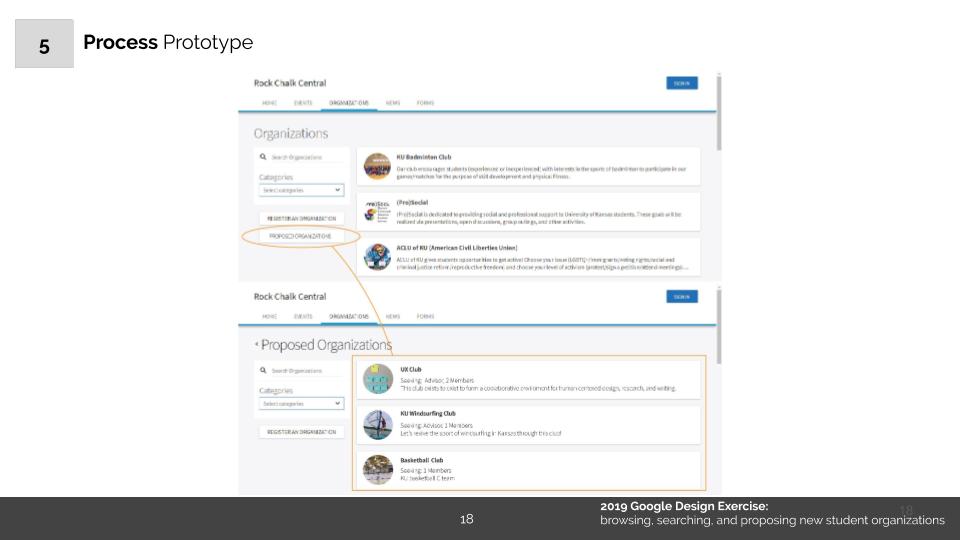 5
Process Prototype
Rock Chalk Central
SIGN IN
HOME EVENTS ORGANIZATIONS NEWS FORMS
Organizations
Search Organizations
Categories
Select categories
REGISTER AN ORGANIZATION
PROPOSED ORGANIZATIONS
KU Badminton Club
Our club encourages students (experienced or inexperienced) with interests in the sports of badminton to participate in our
games/matches for the purpose of skill development and physical fitness.
(Pro)Social
(Pro)Social is dedicated to providing social and professional support to University of Kansas students. These goals will be
realized via presentations, open discussions, group outings, and other activities.
ACLU of KU (American Civil Liberties Union)
ACLU of KU gives students opportunities to get active! Choose your issue (LGBTQ+/immigrants/voting rights/social and
criminal justice reform/reproductive freedom) and choose your level of activism (protest/sign a petition/attend meetings)...
Rock Chalk Central
SIGN IN
HOME EVENTS ORGANIZATIONS NEWS FORMS
Proposed Organizations
Search Organizations
Categories
Select categories
REGISTER AN ORGANIZATION
UX Club
Seeking: Advisor, 2 Members
This club exists to exist to form a collaborative environment for human-centered design, research, and writing.
KU Windsurfing Club
Seeking: Advisor, 3 Members
Let's revive the sport of windsurfing in Kansas through this club!
Basketball Club
Seeking: 1 Members
KU basketball C team
18
2019 Google Design Exercise:
browsing, searching, and proposing new student organizations
18